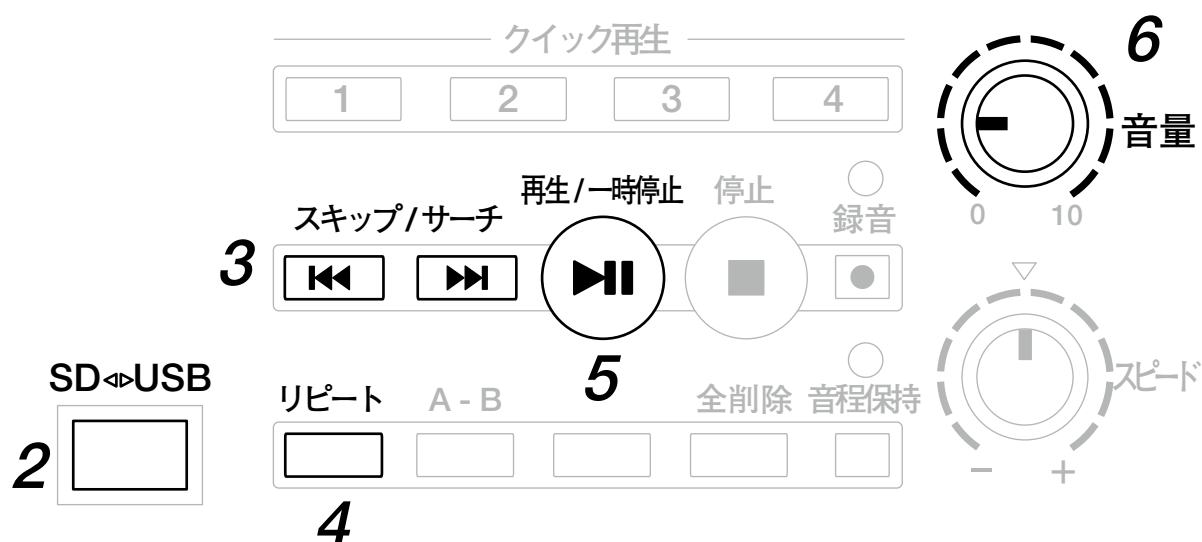 クイック再生
6
1 2 3 4
音量
再生/一時停止 停止
0 10
スキップ/サーチ
録音
3
SD◁▷USB
5
リピート A - B 全削除 音程保持
スピード
2
− +
4